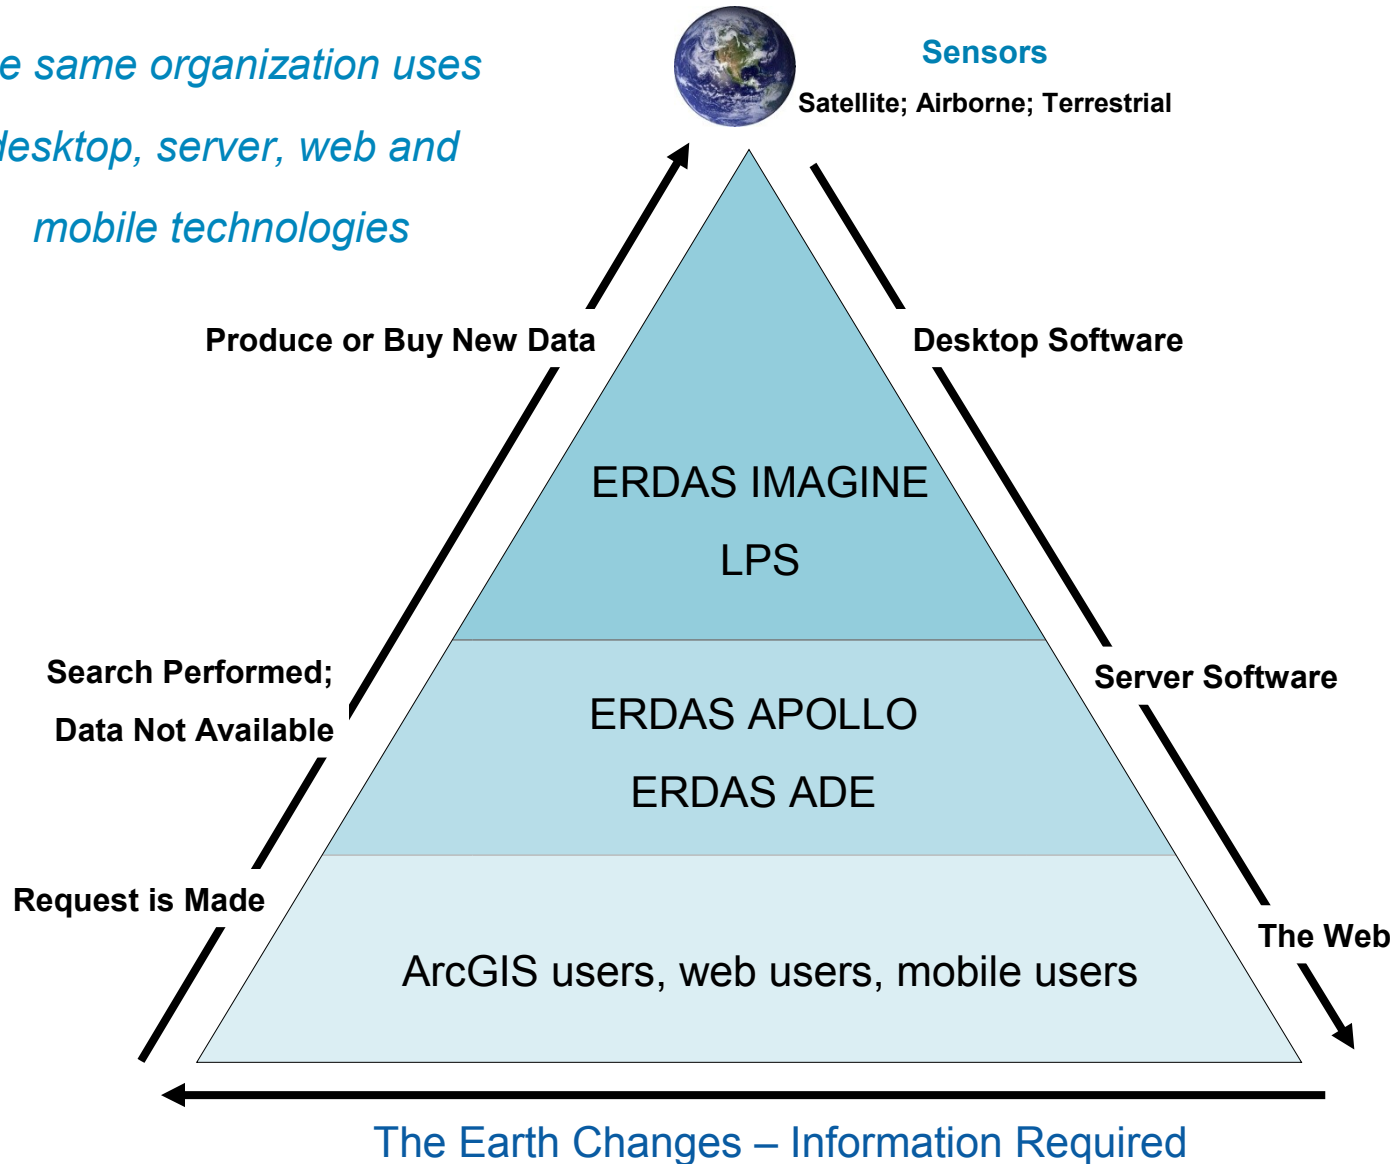 e same organization uses
desktop, server, web and
mobile technologies
Sensors
Satellite; Airborne; Terrestrial
Produce or Buy New Data
Desktop Software
ERDAS IMAGINE
LPS
Search Performed;
Data Not Available
Server Software
ERDAS APOLLO
ERDAS ADE
Request is Made
The Web
ArcGIS users, web users, mobile users
The Earth Changes – Information Required